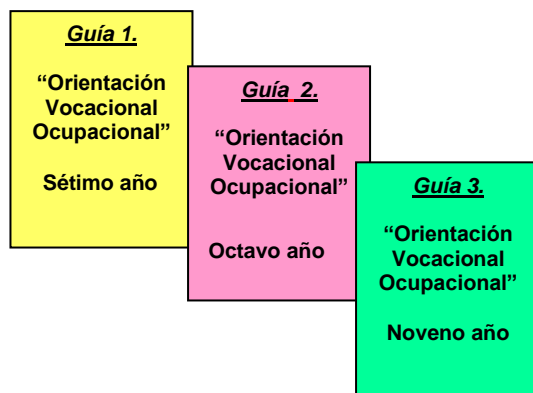 Guía 1.
“Orientación
Vocacional
Ocupacional”
Sétimo año
Guía 2.
“Orientación
Vocacional
Ocupacional”
Octavo año
Guía 3.
“Orientación
Vocacional
Ocupacional”
Noveno año